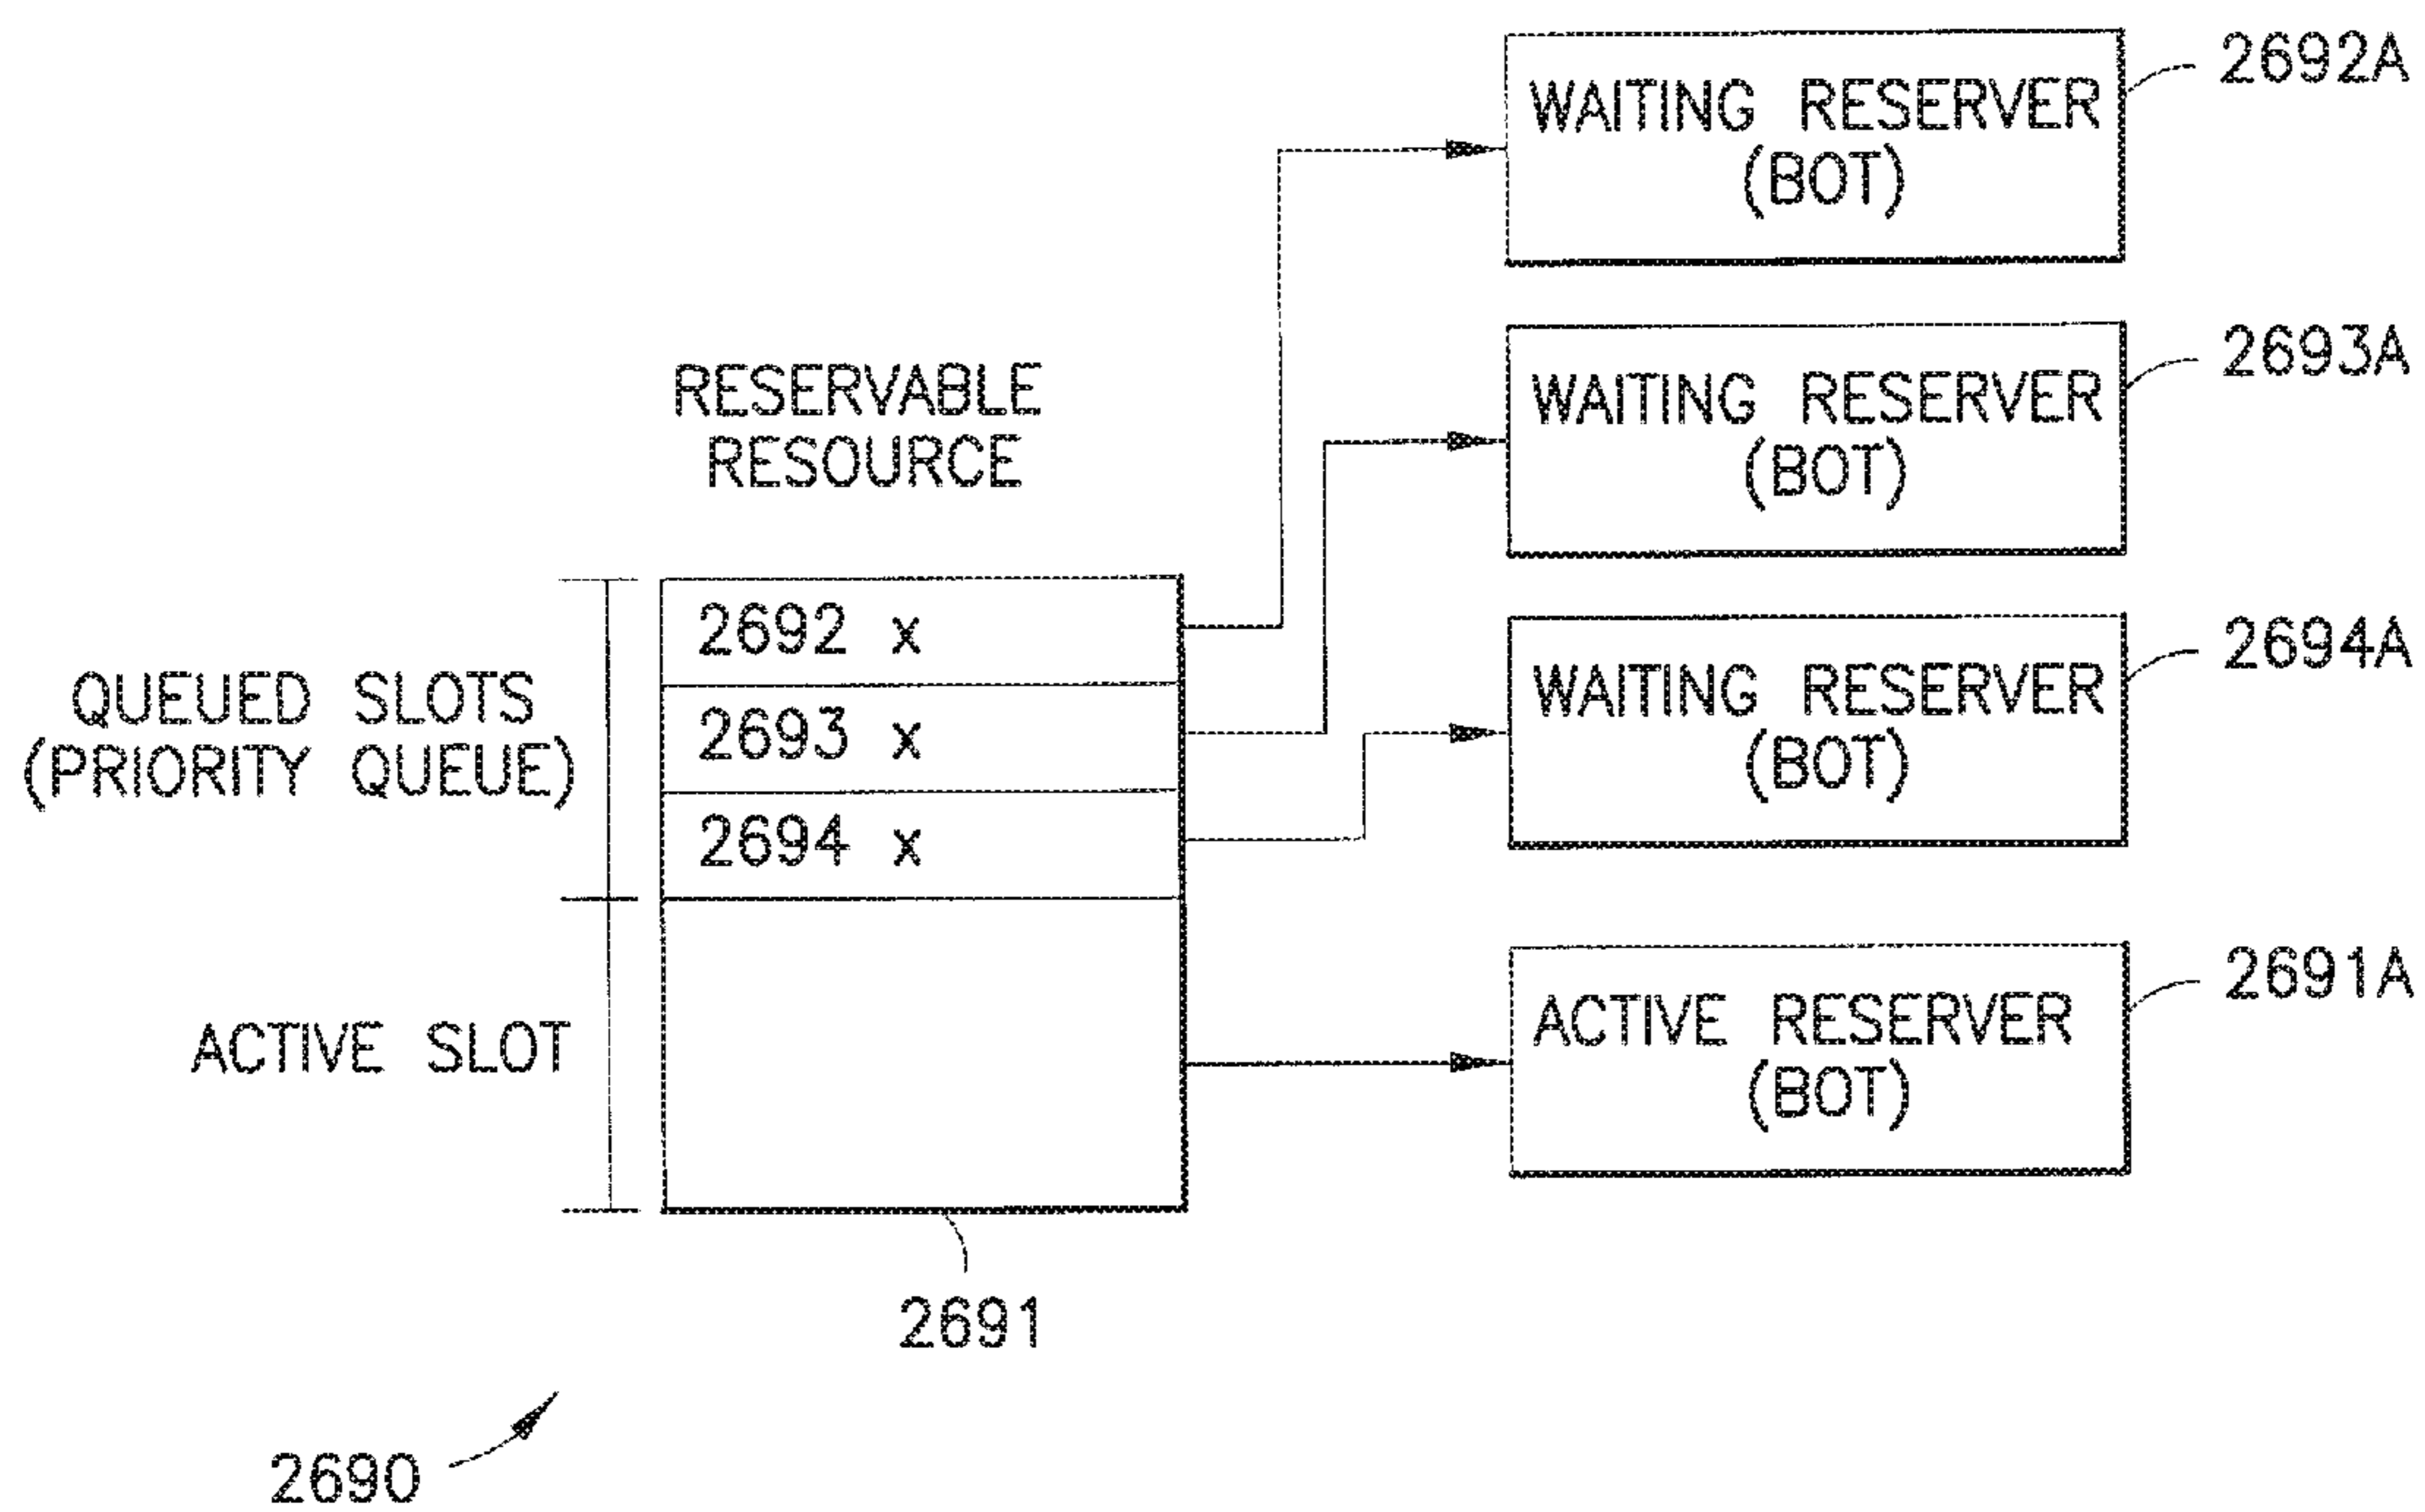 WAITING RESERVER
(BOT)
2692A
WAITING RESERVER
(BOT)
2693A
RESERVABLE
RESOURCE
WAITING RESERVER
(BOT)
2694A
QUEUED SLOTS
(PRIORITY QUEUE)
2692 x
2693 x
2694 x
ACTIVE SLOT
ACTIVE RESERVER
(BOT)
2691A
2691
2690